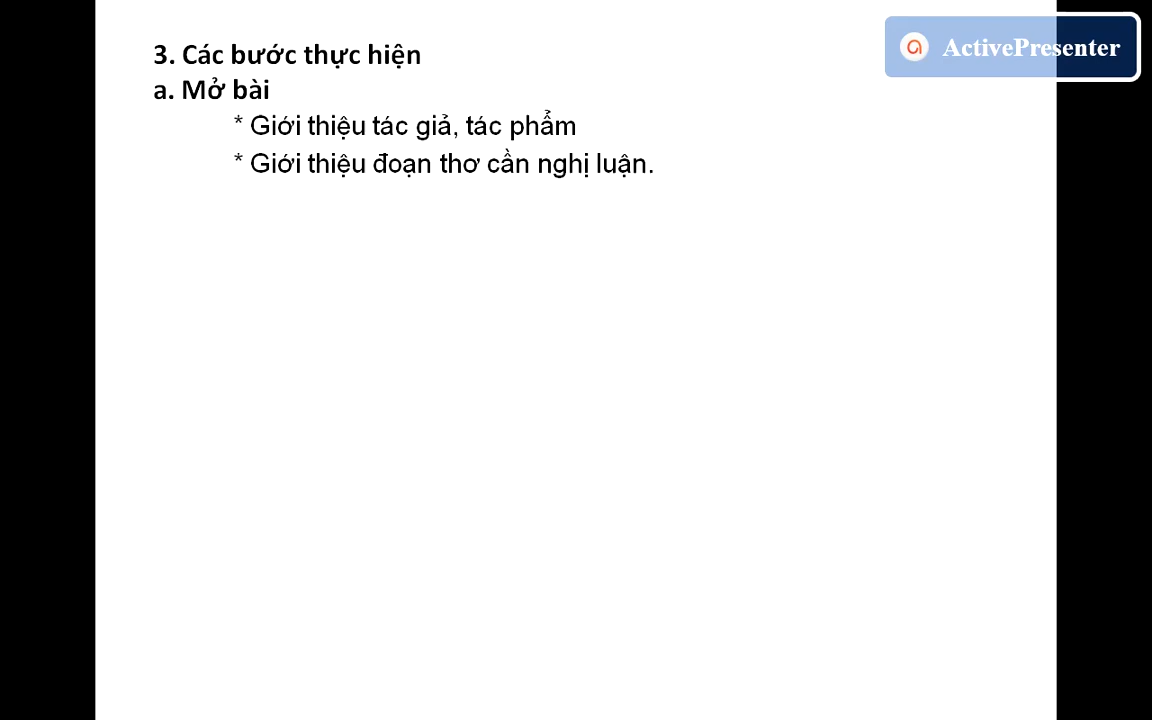 3. Các bước thực hiện
ActivePresenter
a. Mở bài
* Giới thiệu tác giả, tác phẩm
* Giới thiệu đoạn thơ cần nghị luận.